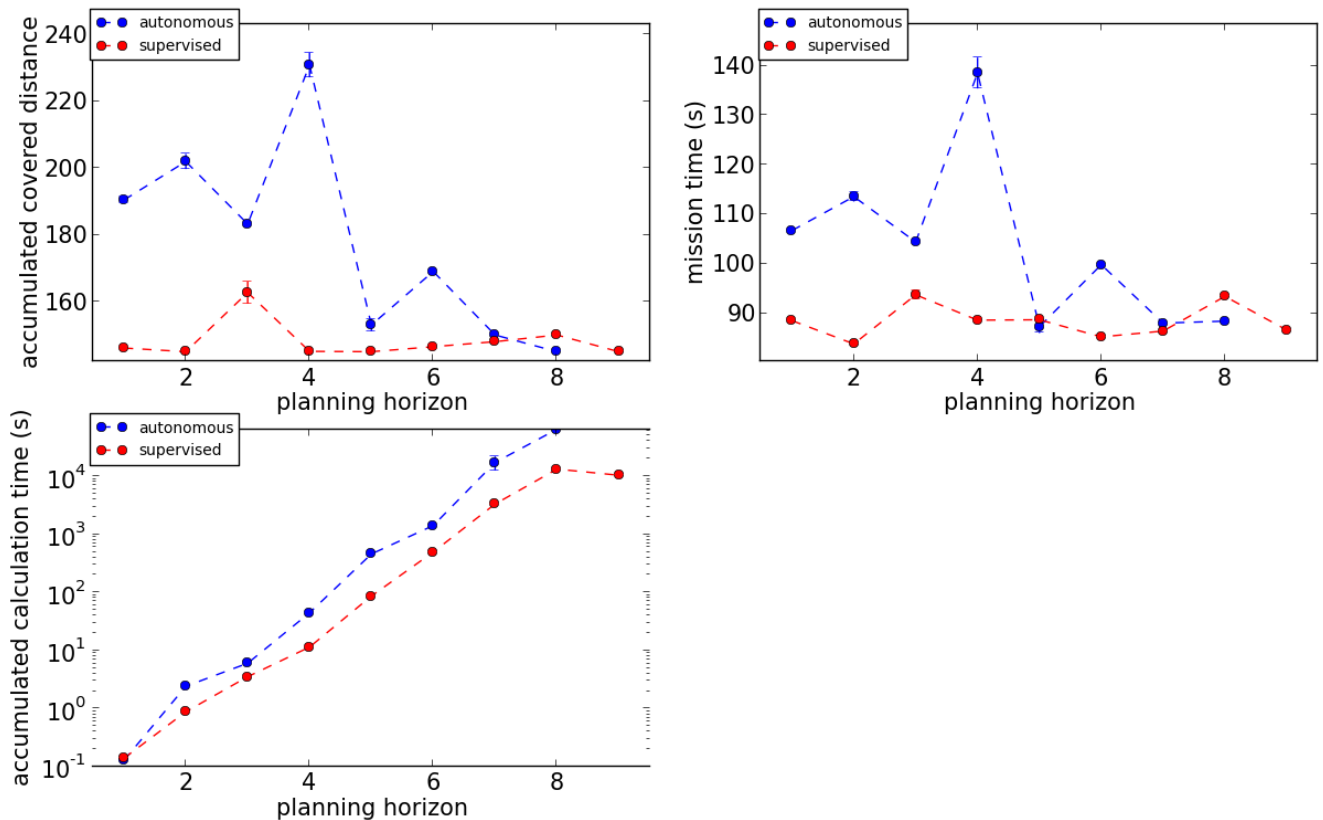 autonomous
supervised
accumulated covered distance
240
220
200
180
160
2 4 6 8
planning horizon
autonomous
supervised
mission time (s)
140
130
120
110
100
90
2 4 6 8
planning horizon
autonomous
supervised
accumulated calculation time (s)
10^4
10^3
10^2
10^1
10^0
10^-1
2 4 6 8
planning horizon